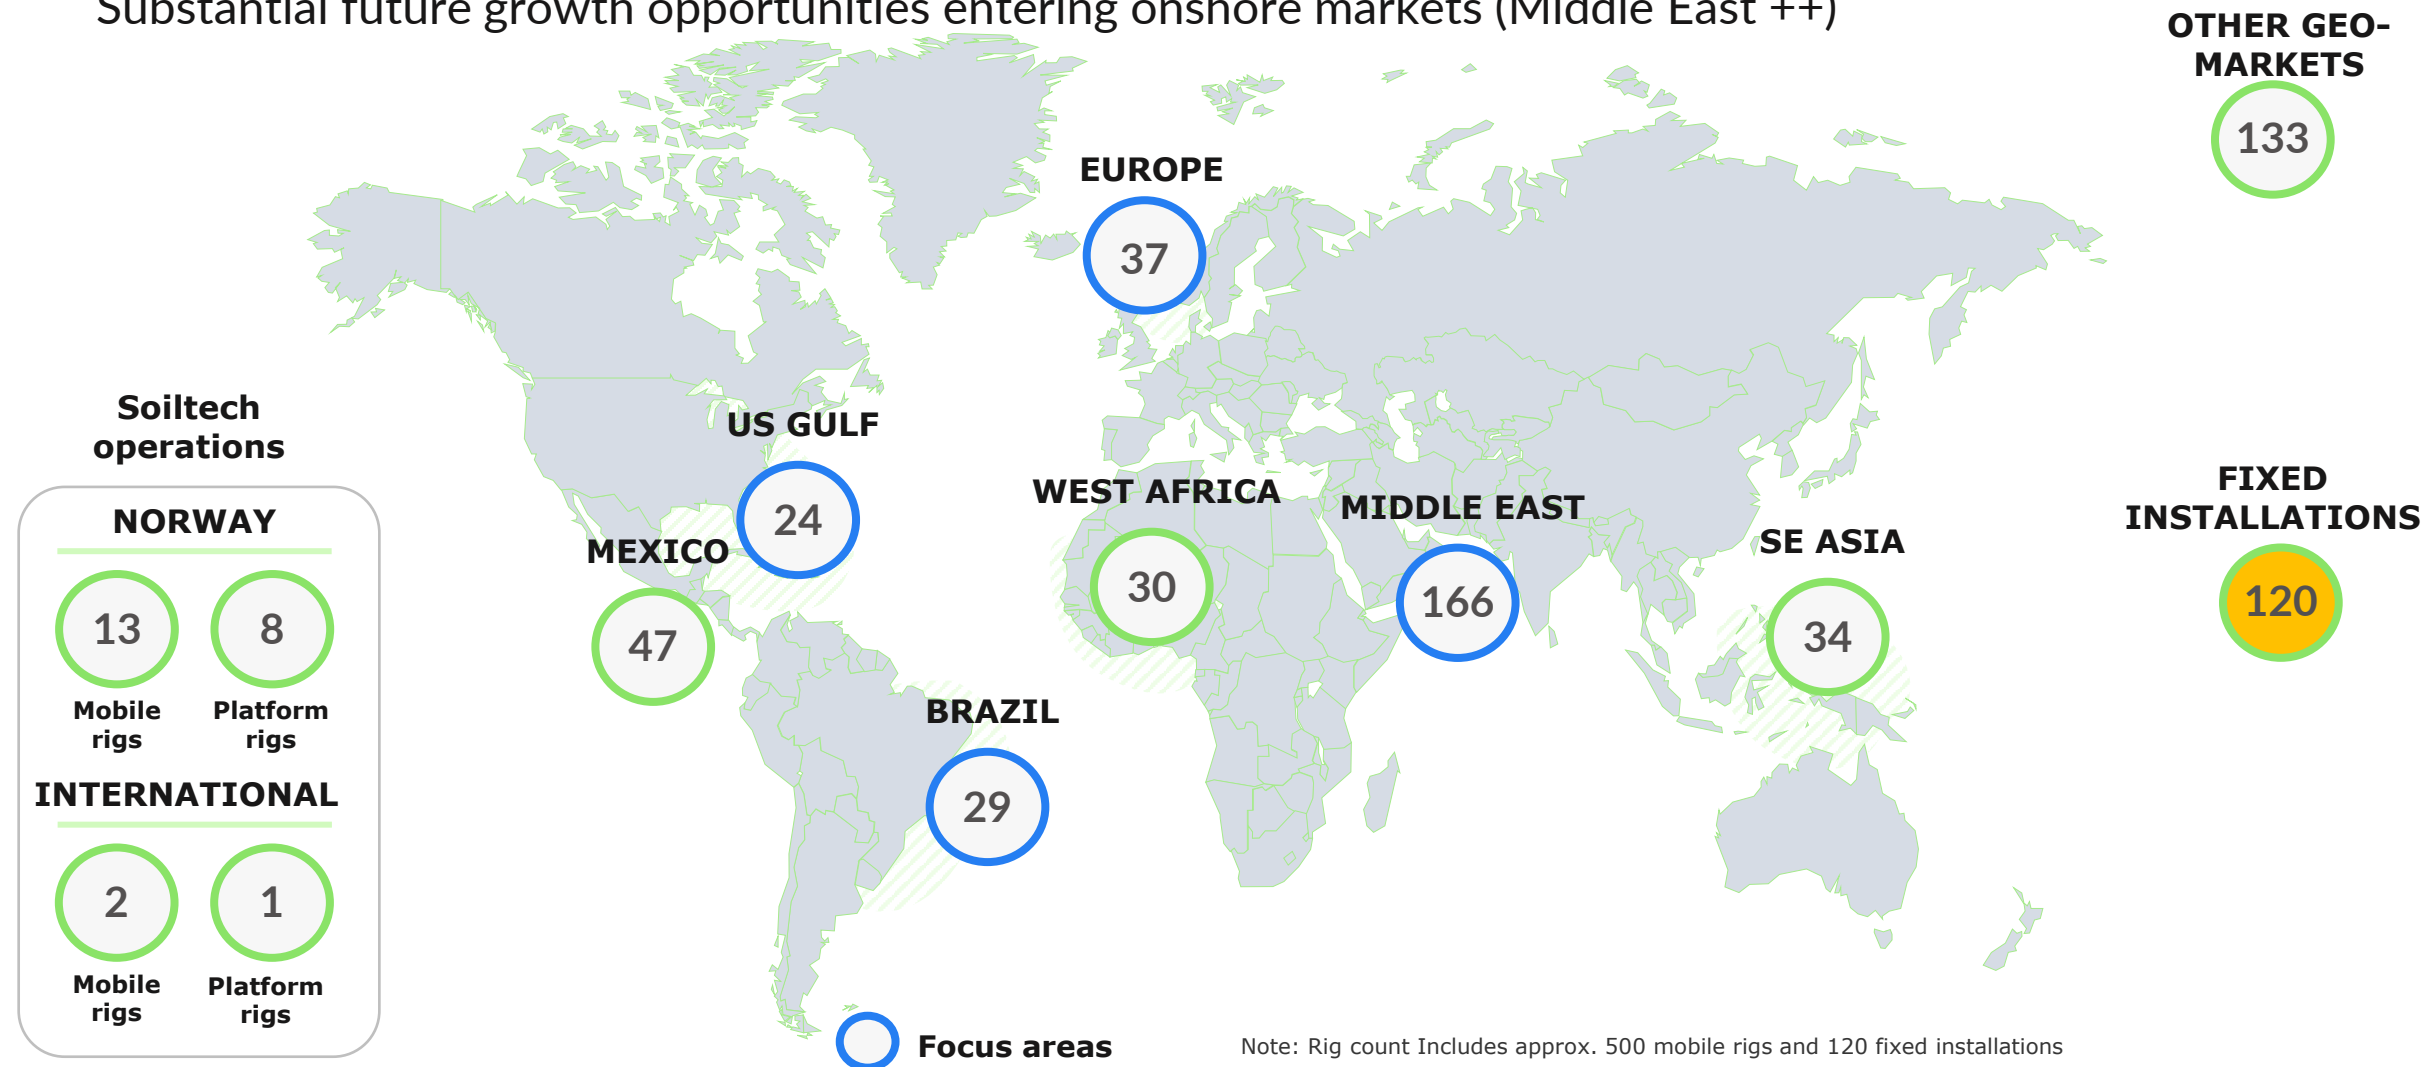 Substantial future growth opportunities entering onshore markets (Middle East ++)
OTHER GEO-
MARKETS
133
EUROPE
37
Soiltech
operations
NORWAY
13
8
Mobile
rigs
Platform
rigs
INTERNATIONAL
2
1
Mobile
rigs
Platform
rigs
US GULF
24
MEXICO
47
BRAZIL
29
WEST AFRICA
30
MIDDLE EAST
166
SE ASIA
34
FIXED
INSTALLATIONS
120
Focus areas
Note: Rig count Includes approx. 500 mobile rigs and 120 fixed installations